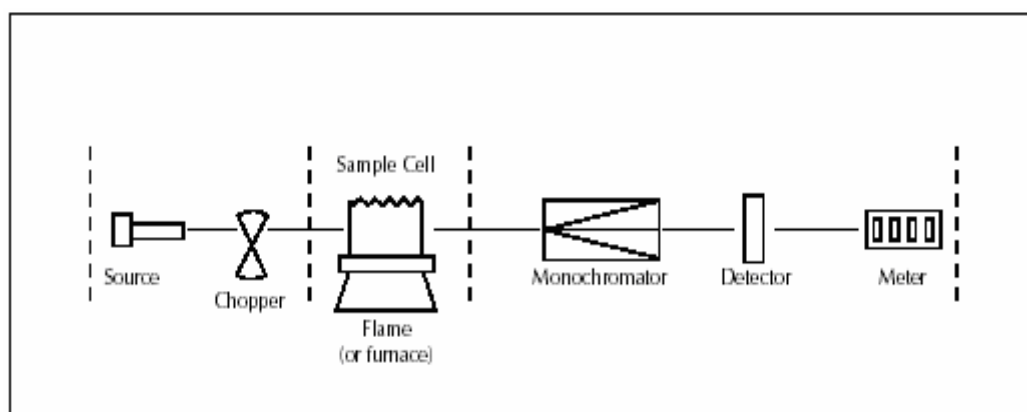 Sample Cell
Source
Chopper
Flame
(or furnace)
Monochromator
Detector
Meter